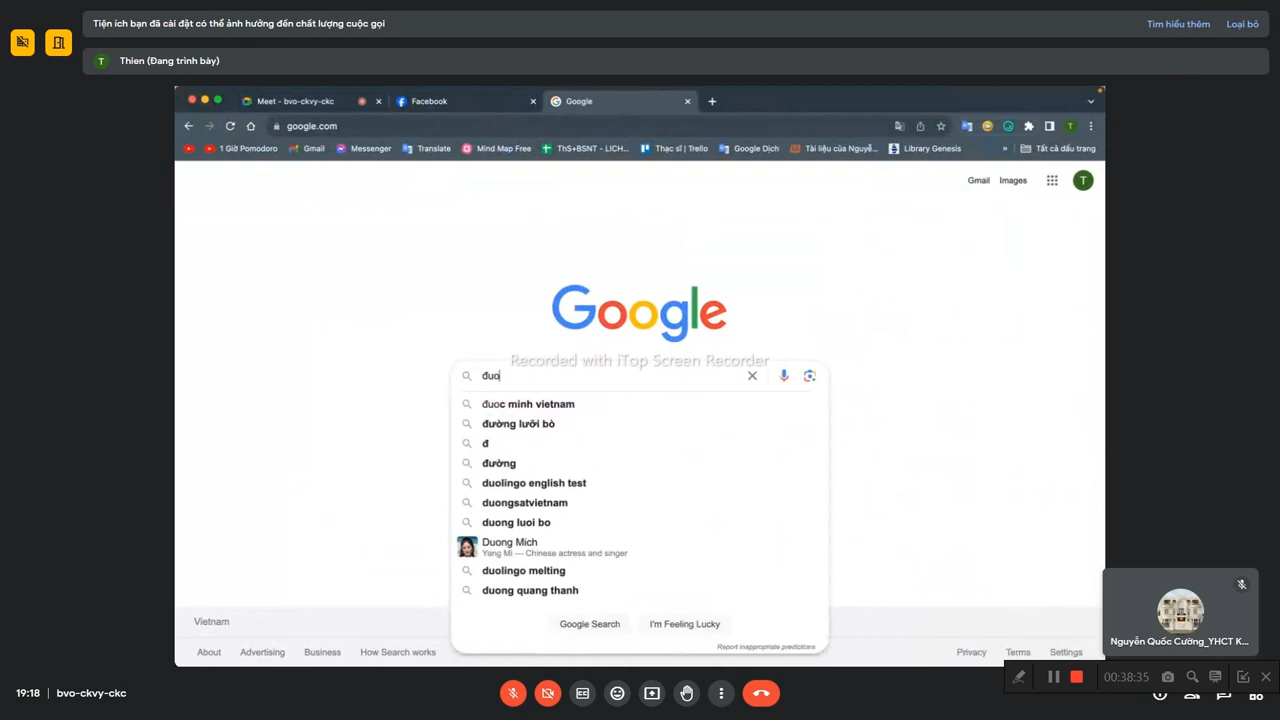 Tiện ích bạn đã cài đặt có thể ảnh hưởng đến chất lượng cuộc gọi
Tìm hiểu thêm
Loại bỏ
T
Thien (Đang trình bày)
Meet - bvo-ckvy-ckc
Facebook
Google
google.com
T
1 Giờ Pomodoro
Gmail
Messenger
Translate
Mind Map Free
ThS+BSNT - LICH...
Thạc sĩ | Trello
Google Dịch
Tài liệu của Nguyễ...
Library Genesis
»
Tất cả dấu trang
Gmail
Images
T
Google
Recorded with iTop Screen Recorder
đuo
đuoc minh vietnam
đường lưỡi bò
đ
đường
duolingo english test
duongsatvietnam
duong luoi bo
Duong Mich
Yang Mi — Chinese actress and singer
duolingo melting
duong quang thanh
Google Search
I'm Feeling Lucky
Report inappropriate predictions
Vietnam
About
Advertising
Business
How Search works
Privacy
Terms
Settings
Nguyễn Quốc Cường_YHCT K...
00:38:35
19:18
bvo-ckvy-ckc